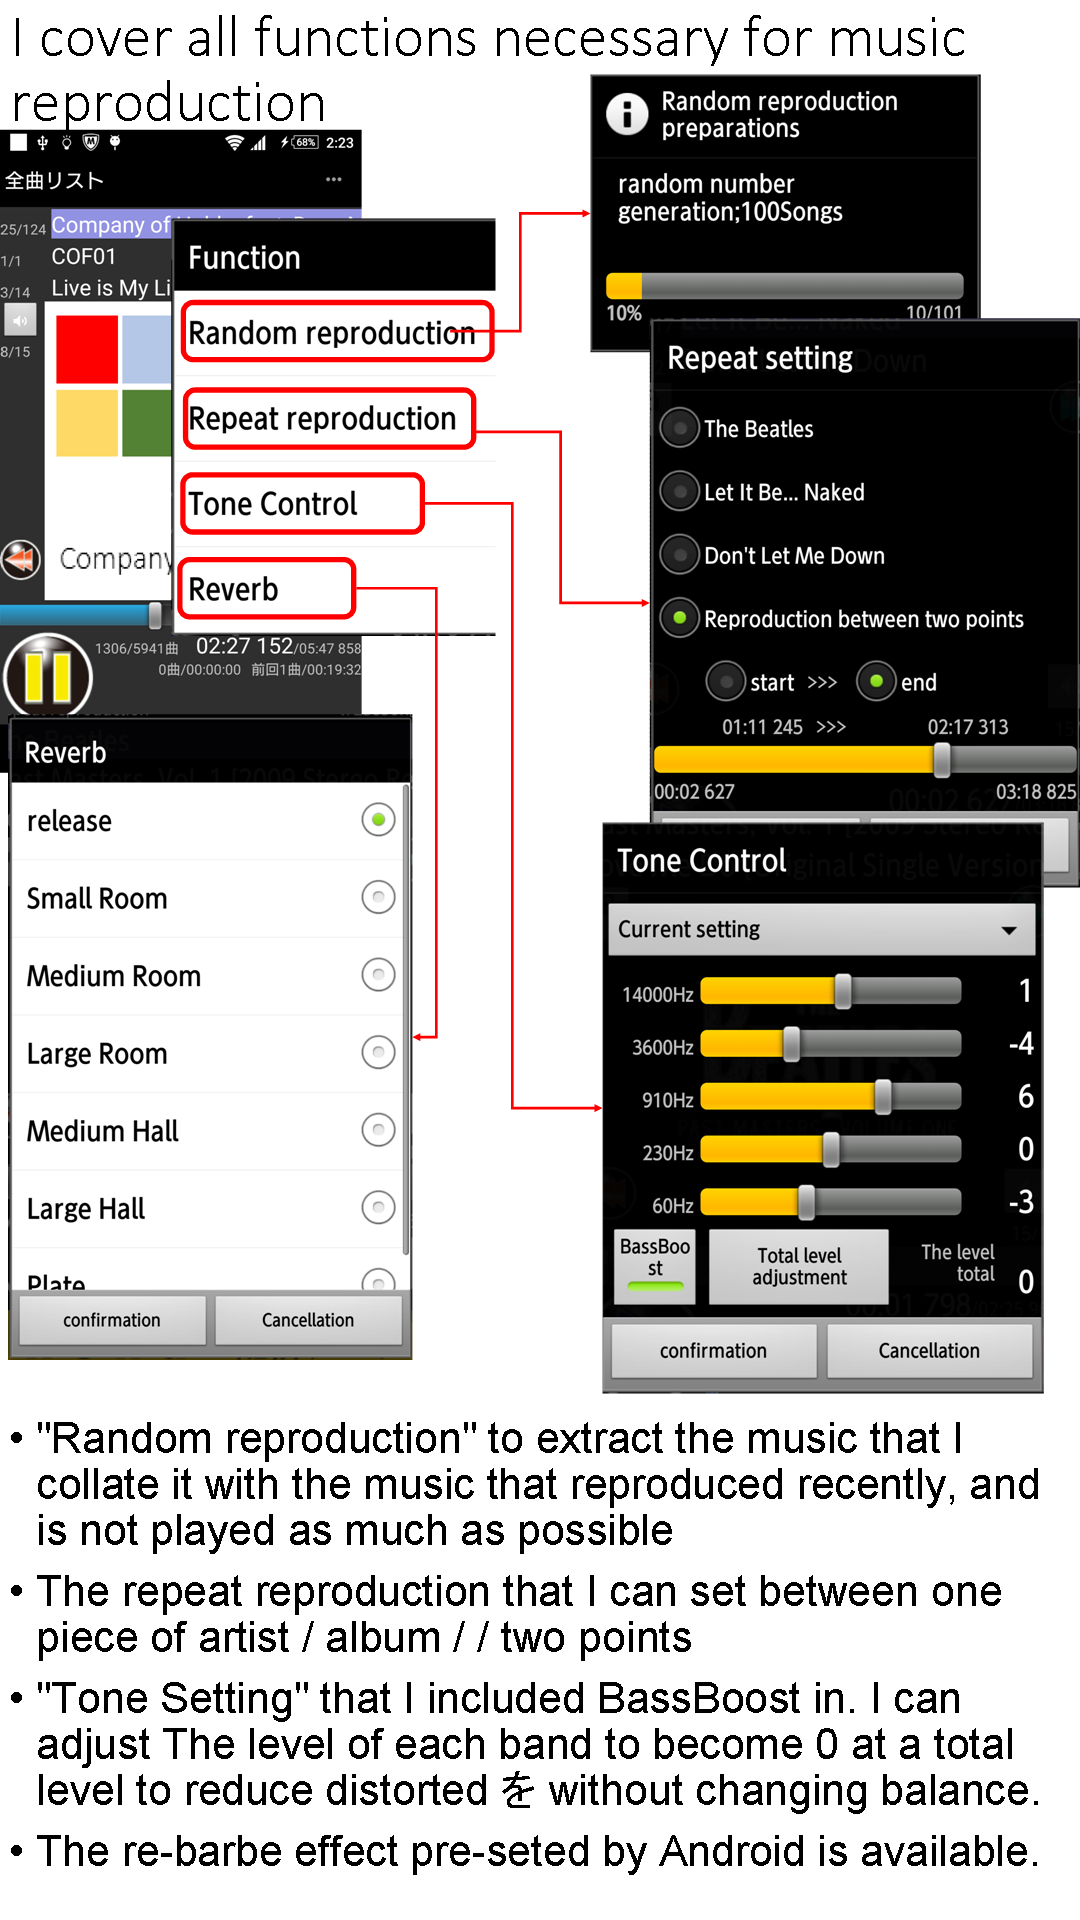 I cover all functions necessary for music
reproduction
68% 2:23
全曲リスト
25/124 Company of
1/1 COF01
3/14 Live is My Li
8/15
Company
1306/5941曲 02:27 152/05:47 858
0曲/00:00:00 前回1曲/00:19:32
Function
Random reproduction
Repeat reproduction
Tone Control
Reverb
Random reproduction
preparations
random number
generation;100Songs
10% 10/101
Repeat setting
The Beatles
Let It Be... Naked
Don't Let Me Down
Reproduction between two points
start >>> end
01:11 245 >>> 02:17 313
00:02 627 03:18 825
Reverb
release
Small Room
Medium Room
Large Room
Medium Hall
Large Hall
Plate
confirmation Cancellation
Tone Control
Current setting
14000Hz 1
3600Hz -4
910Hz 6
230Hz 0
60Hz -3
BassBoo
st
Total level
adjustment
The level
total 0
confirmation Cancellation
• "Random reproduction" to extract the music that I
collate it with the music that reproduced recently, and
is not played as much as possible
• The repeat reproduction that I can set between one
piece of artist / album / / two points
• "Tone Setting" that I included BassBoost in. I can
adjust The level of each band to become 0 at a total
level to reduce distorted を without changing balance.
• The re-barbe effect pre-seted by Android is available.